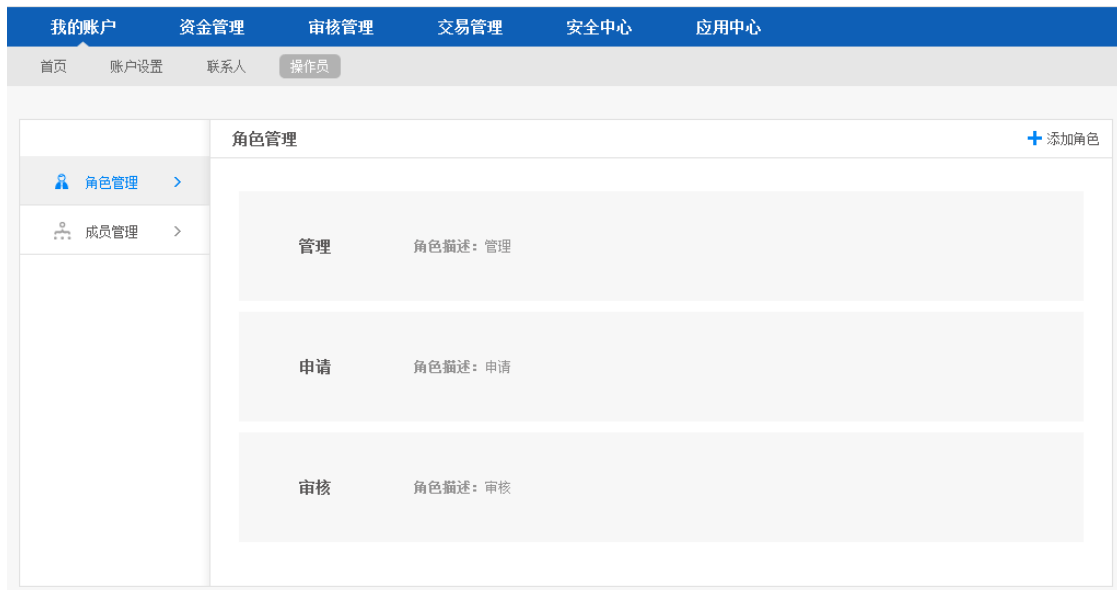 我的账户 资金管理 审核管理 交易管理 安全中心 应用中心
首页 账户设置 联系人 操作员
角色管理 添加角色
角色管理
成员管理
管理 角色描述：管理
申请 角色描述：申请
审核 角色描述：审核